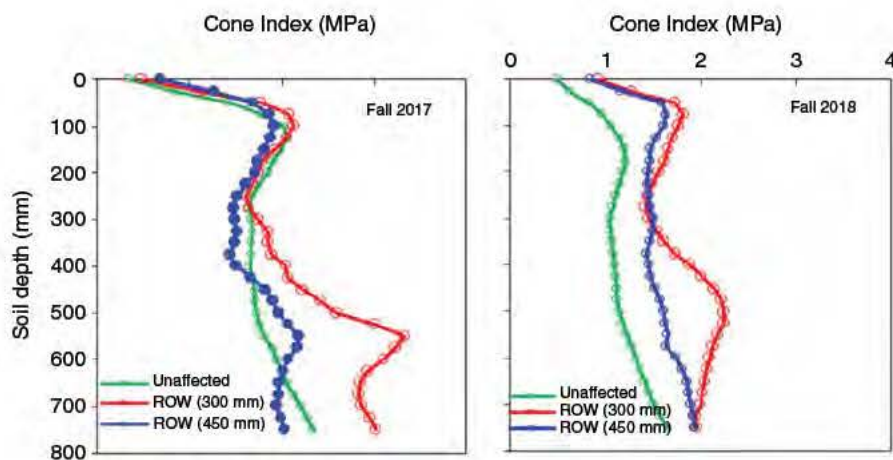 Cone Index (MPa)
Fall 2017
0
100
200
300
400
500
600
700
800
Soil depth (mm)
Unaffected
ROW (300 mm)
ROW (450 mm)
Cone Index (MPa)
0 1 2 3 4
Fall 2018
Unaffected
ROW (300 mm)
ROW (450 mm)